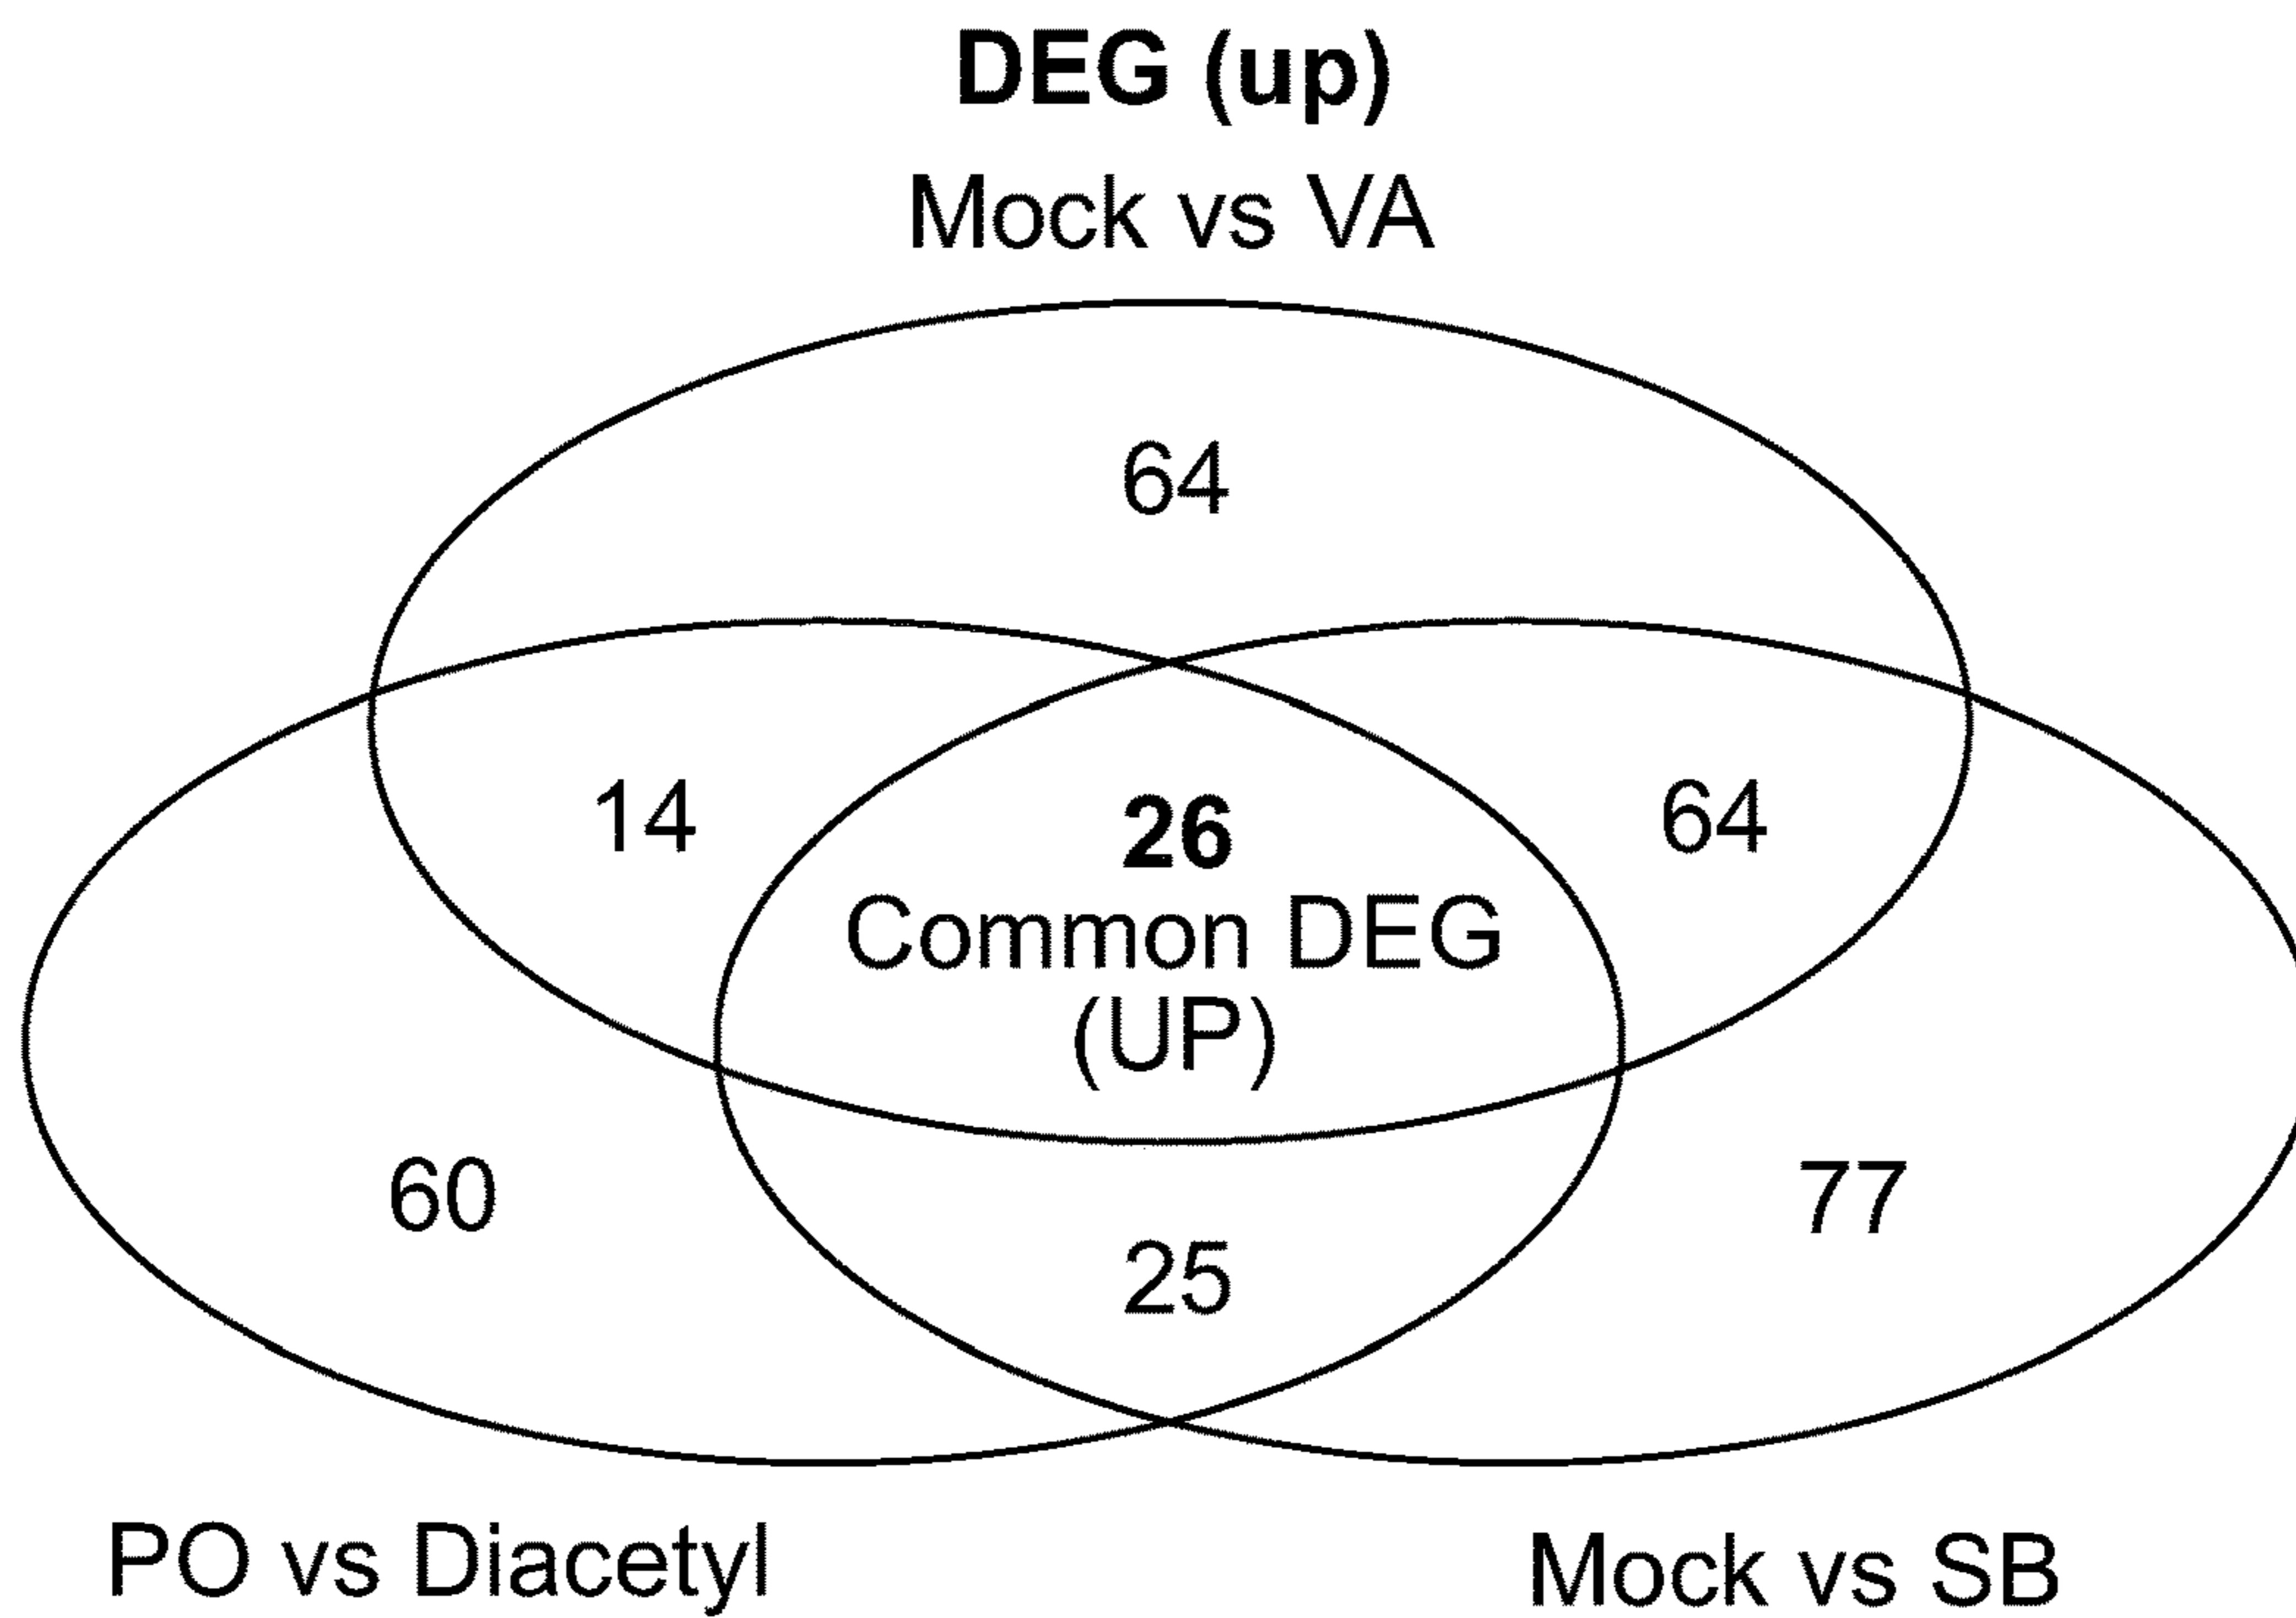 DEG (up)
Mock vs VA
64
14
26
64
Common DEG
(UP)
60
77
25
PO vs Diacetyl
Mock vs SB